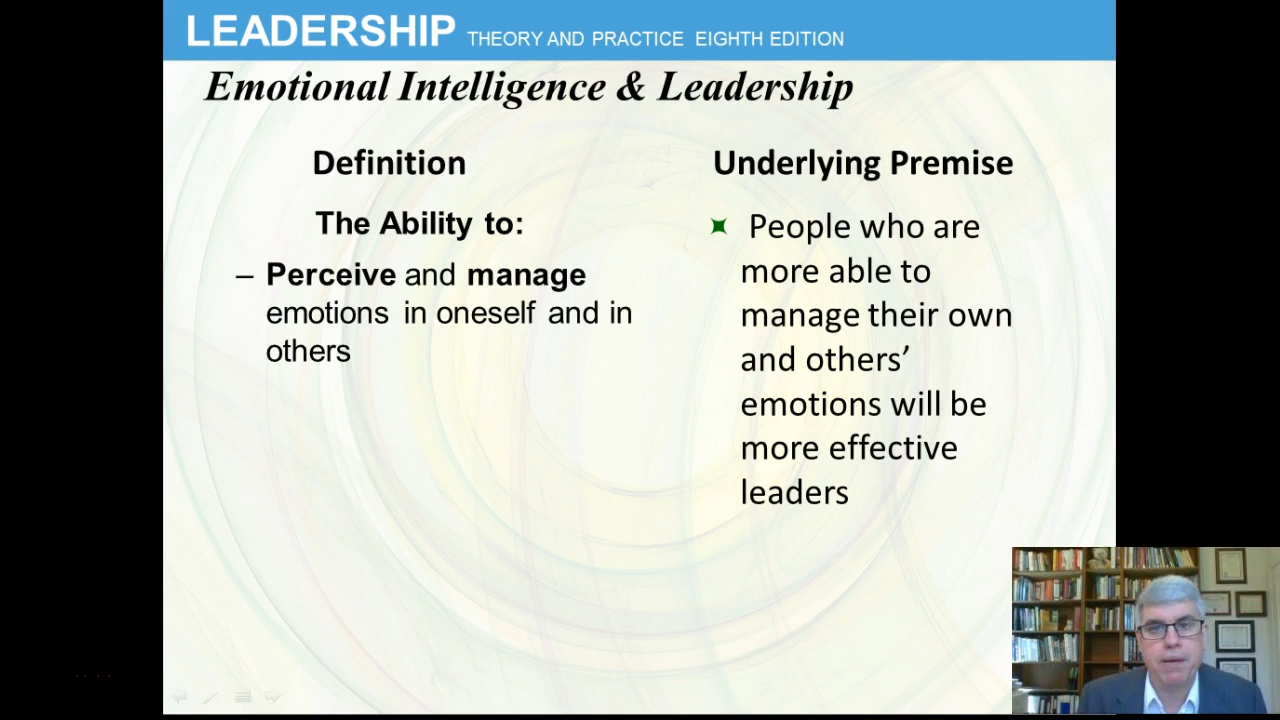 LEADERSHIP THEORY AND PRACTICE EIGHTH EDITION
Emotional Intelligence & Leadership
Definition
The Ability to:
– Perceive and manage
emotions in oneself and in
others
Underlying Premise
People who are
more able to
manage their own
and others’
emotions will be
more effective
leaders